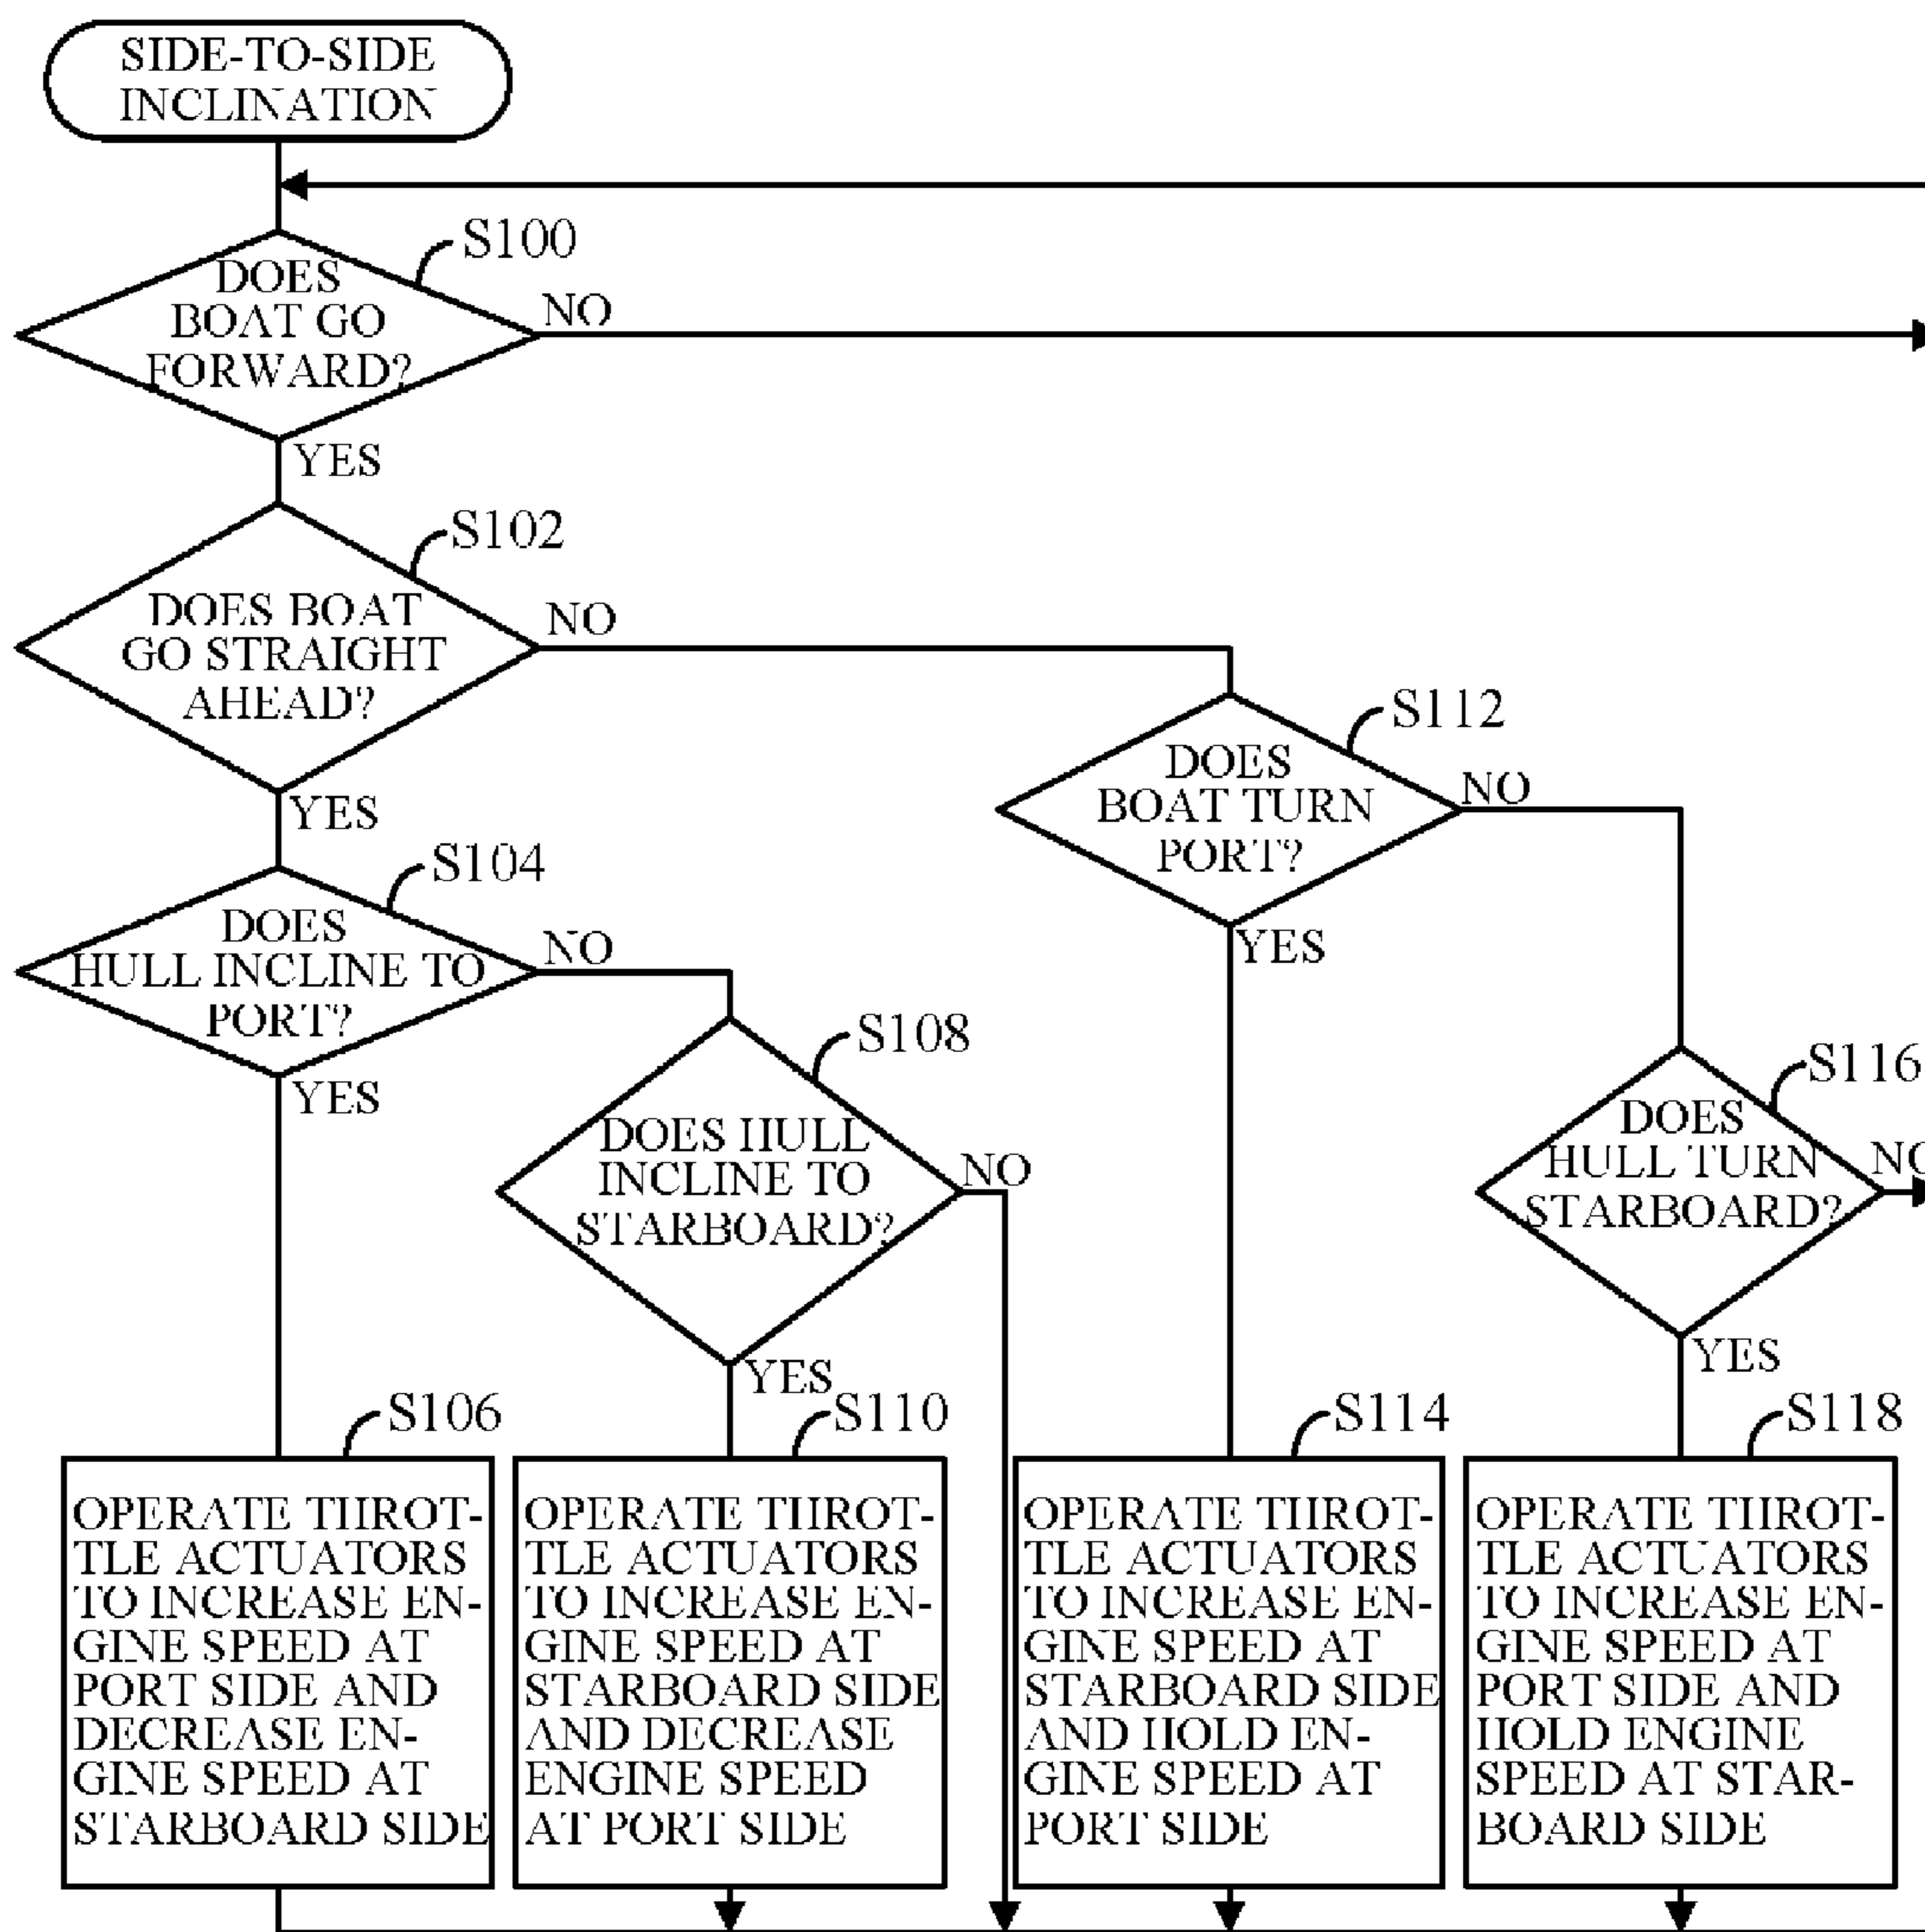 SIDE-TO-SIDE
INCLINATION
S100
DOES
BOAT GO
FORWARD?
NO
YES
S102
DOES BOAT
GO STRAIGHT
AHEAD?
NO
YES
S112
DOES
BOAT TURN
PORT?
NO
YES
S104
DOES
HULL INCLINE TO
PORT?
NO
YES
S108
DOES HULL
INCLINE TO
STARBOARD?
NO
YES
S116
DOES
HULL TURN
STARBOARD?
NO
YES
S106
OPERATE THROT-
TLE ACTUATORS
TO INCREASE EN-
GINE SPEED AT
PORT SIDE AND
DECREASE EN-
GINE SPEED AT
STARBOARD SIDE
S110
OPERATE THROT-
TLE ACTUATORS
TO INCREASE EN-
GINE SPEED AT
STARBOARD SIDE
AND DECREASE
ENGINE SPEED
AT PORT SIDE
S114
OPERATE THROT-
TLE ACTUATORS
TO INCREASE EN-
GINE SPEED AT
STARBOARD SIDE
AND HOLD EN-
GINE SPEED AT
PORT SIDE
S118
OPERATE THROT-
TLE ACTUATORS
TO INCREASE EN-
GINE SPEED AT
PORT SIDE AND
HOLD ENGINE
SPEED AT STAR-
BOARD SIDE